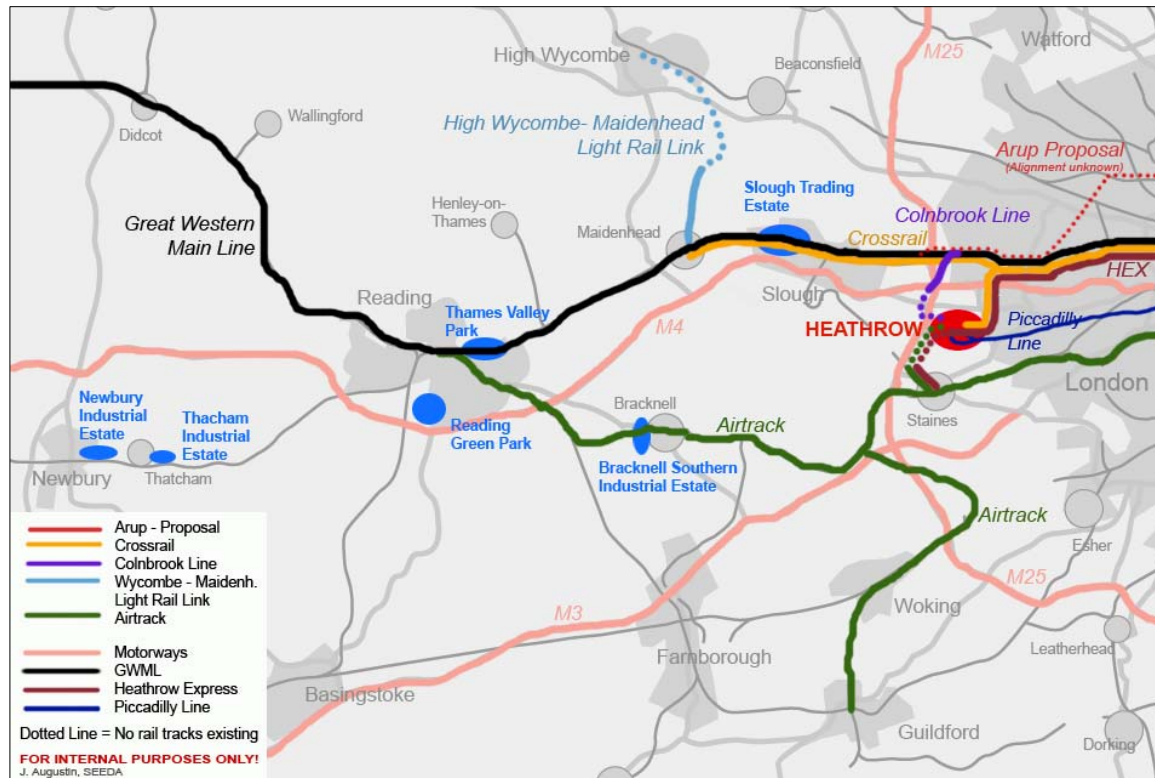 High Wycombe
Beaconsfield
M25
Watford
Didcot
Wallingford
High Wycombe- Maidenhead
Light Rail Link
Arup Proposal
(Alignment unknown)
Slough Trading
Estate
Colnbrook Line
Henley-on-
Thames
Great Western
Main Line
Maidenhead
Crossrail
HEX
Slough
Reading
Thames Valley
Park
M4
HEATHROW
Piccadilly
Line
London
Newbury
Industrial
Estate
Thacham
Industrial
Estate
Reading
Green Park
Bracknell
Airtrack
Staines
Newbury
Thatcham
Bracknell Southern
Industrial Estate
Airtrack
Esher
M3
M25
Woking
Leatherhead
Farnborough
Basingstoke
Guildford
Dorking
Arup - Proposal
Crossrail
Colnbrook Line
Wycombe - Maidenh.
Light Rail Link
Airtrack
Motorways
GWML
Heathrow Express
Piccadilly Line
Dotted Line = No rail tracks existing
FOR INTERNAL PURPOSES ONLY!
J. Augustin, SEEDA